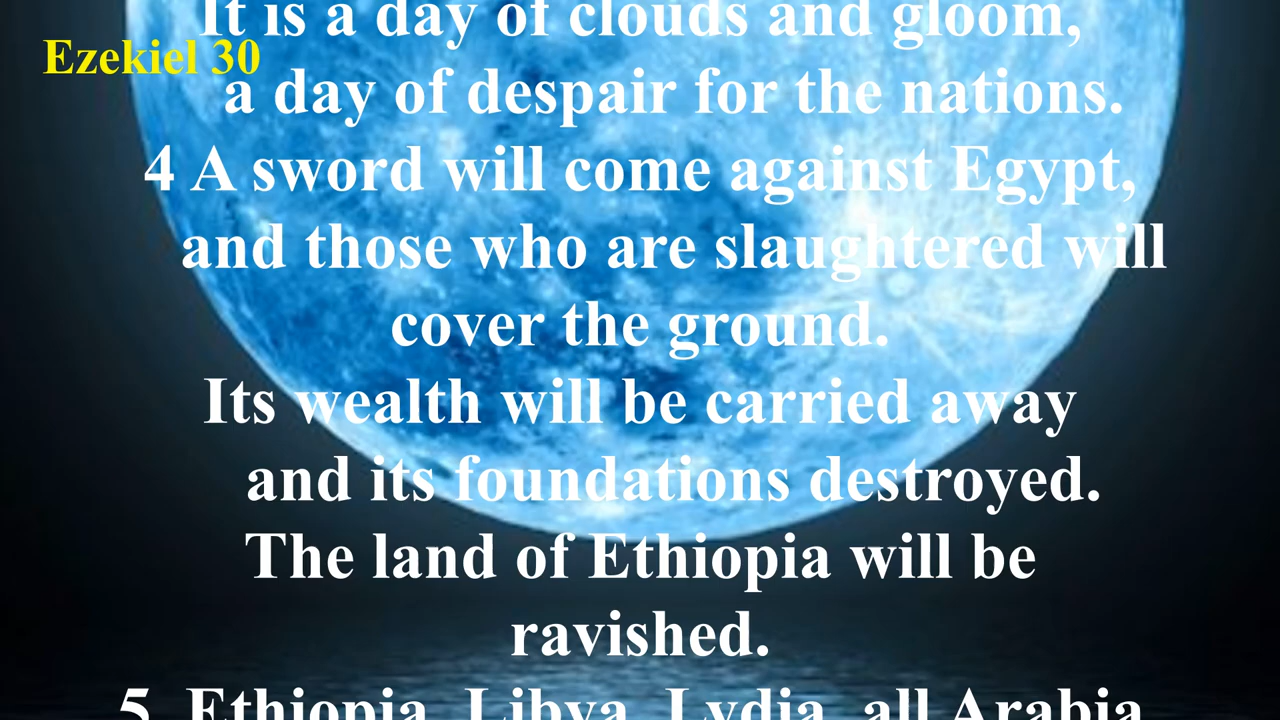 It is a day of clouds and gloom,
Ezekiel 30
a day of despair for the nations.
4 A sword will come against Egypt,
and those who are slaughtered will
cover the ground.
Its wealth will be carried away
and its foundations destroyed.
The land of Ethiopia will be
ravished.
5 Ethiopia, Libya, Lydia, all Arabia,